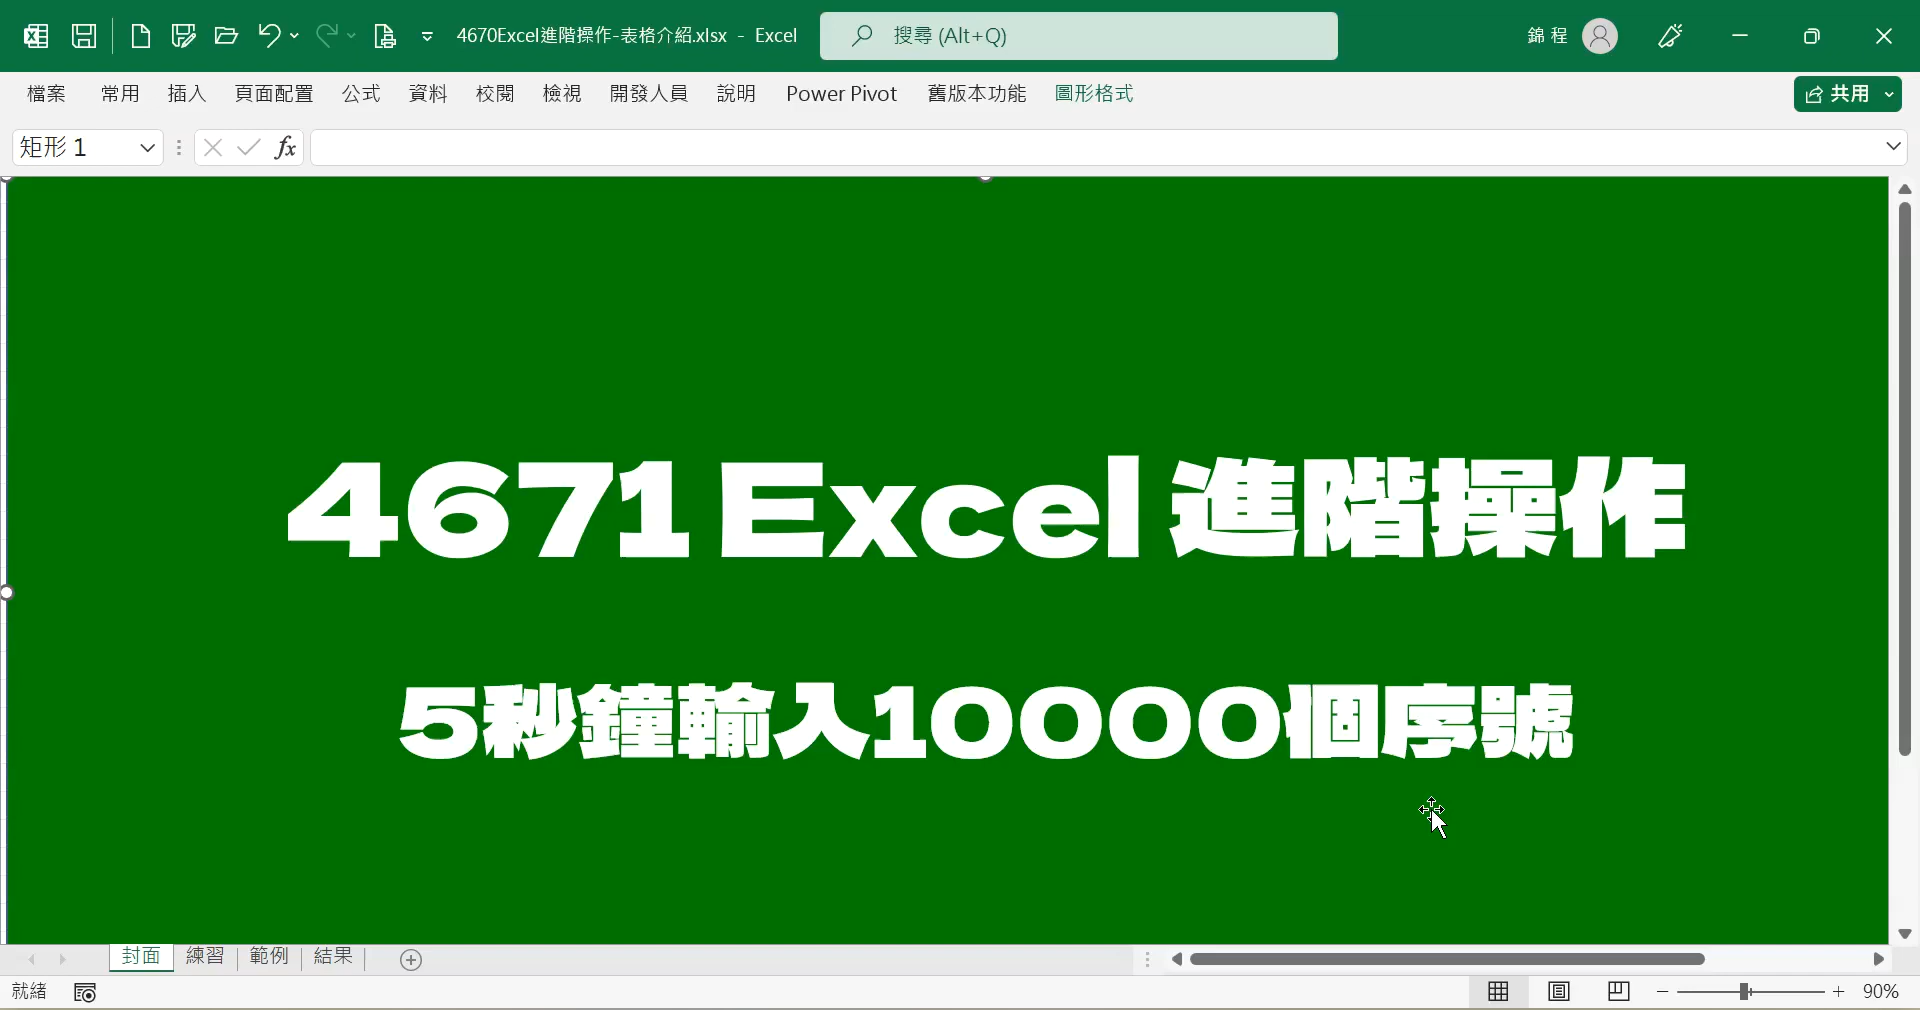 4670Excel進階操作-表格介紹.xlsx - Excel
搜尋 (Alt+Q)
錦 程
檔案 常用 插入 頁面配置 公式 資料 校閱 檢視 開發人員 說明 Power Pivot 舊版本功能 圖形格式
共用
矩形 1
fx
4671 Excel 進階操作
5秒鐘輸入10000個序號
封面 練習 範例 結果
就緒
90%